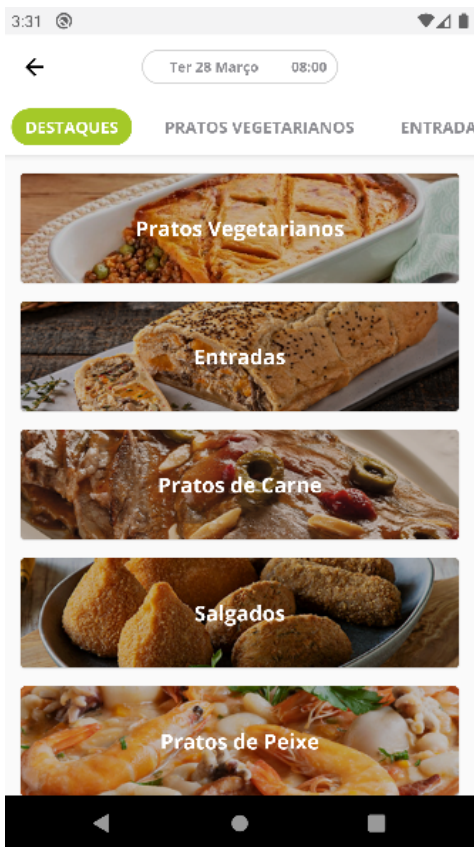 3:31
Ter 28 Março 08:00
DESTAQUES PRATOS VEGETARIANOS ENTRADA
Pratos Vegetarianos
Entradas
Pratos de Carne
Salgados
Pratos de Peixe